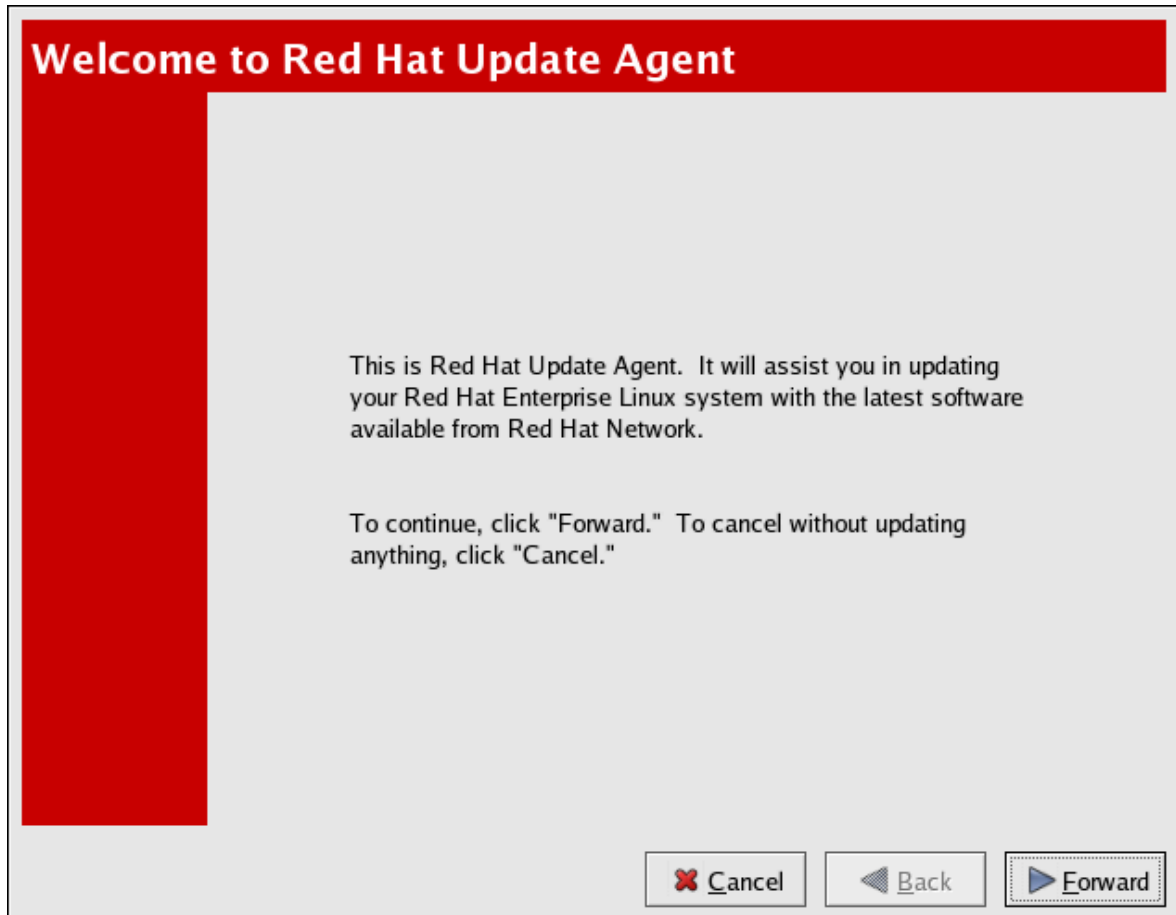 Welcome to Red Hat Update Agent
This is Red Hat Update Agent.  It will assist you in updating
your Red Hat Enterprise Linux system with the latest software
available from Red Hat Network.
To continue, click "Forward."  To cancel without updating
anything, click "Cancel."
Cancel
Back
Forward